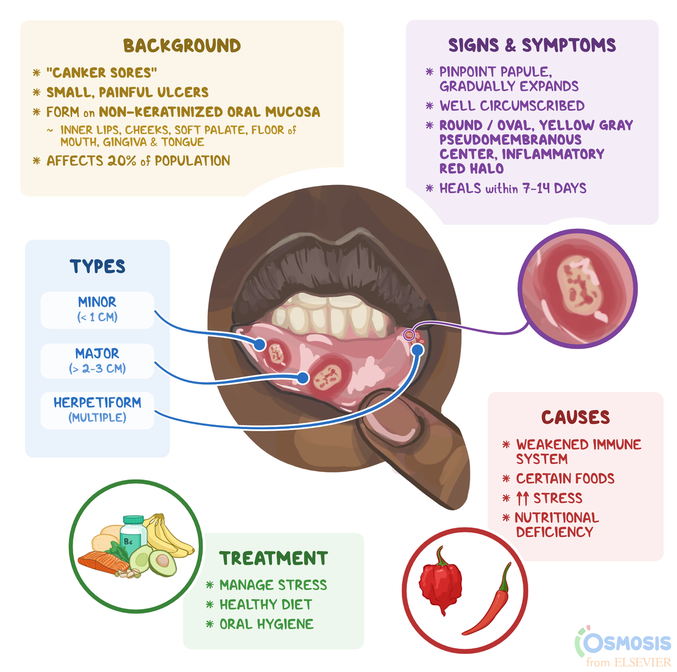 BACKGROUND
* "CANKER SORES"
* SMALL, PAINFUL ULCERS
* FORM on NON-KERATINIZED ORAL MUCOSA
~ INNER LIPS, CHEEKS, SOFT PALATE, FLOOR of
MOUTH, GINGIVA & TONGUE
* AFFECTS 20% of POPULATION
SIGNS & SYMPTOMS
* PINPOINT PAPULE,
GRADUALLY EXPANDS
* WELL CIRCUMSCRIBED
* ROUND / OVAL, YELLOW GRAY
PSEUDOMEMBRANOUS
CENTER, INFLAMMATORY
RED HALO
* HEALS within 7-14 DAYS
TYPES
MINOR
(< 1 CM)
MAJOR
(> 2-3 CM)
HERPETIFORM
(MULTIPLE)
CAUSES
* WEAKENED IMMUNE
SYSTEM
* CERTAIN FOODS
* ↑↑ STRESS
* NUTRITIONAL
DEFICIENCY
B6
TREATMENT
* MANAGE STRESS
* HEALTHY DIET
* ORAL HYGIENE
OSMOSIS
from ELSEVIER